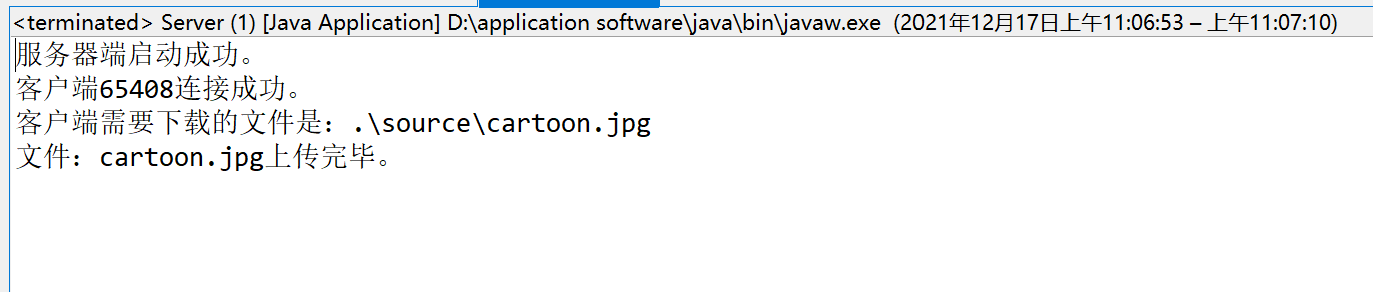 <terminated> Server (1) [Java Application] D:\application software\java\bin\javaw.exe  (2021年12月17日上午11:06:53 – 上午11:07:10)
服务器端启动成功。
客户端65408连接成功。
客户端需要下载的文件是：.\source\cartoon.jpg
文件：cartoon.jpg上传完毕。